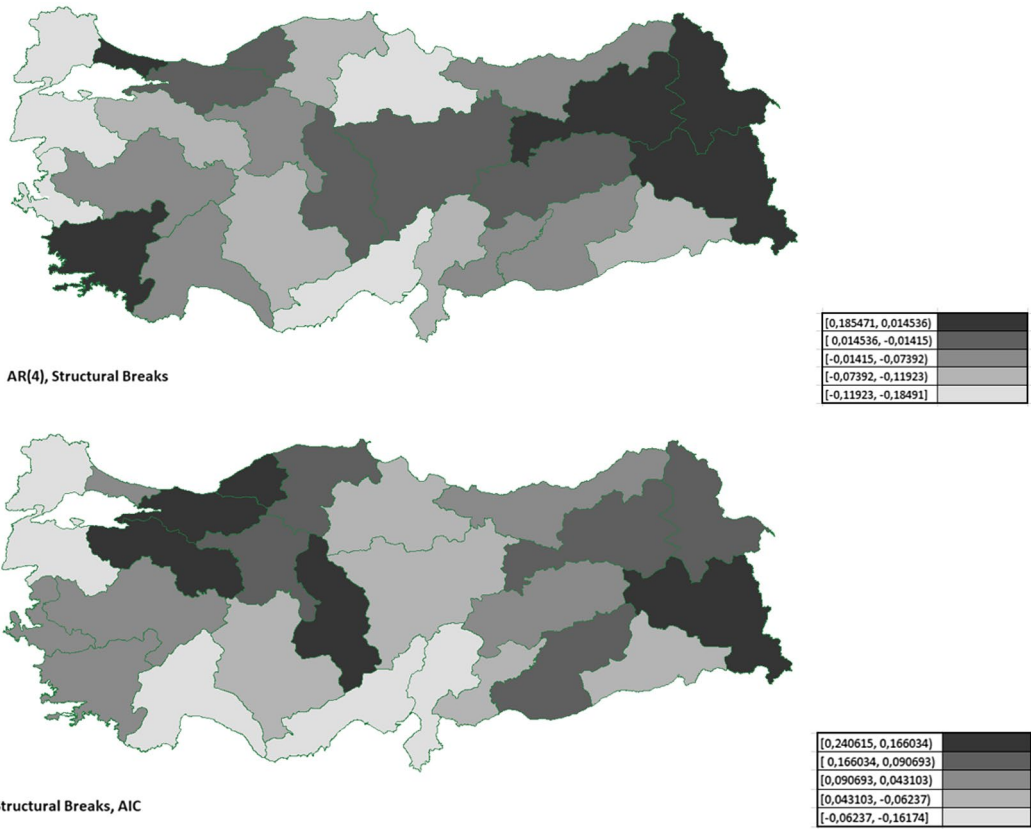 [0,185471, 0,014536)
[ 0,014536, -0,01415)
[-0,01415, -0,07392)
[-0,07392, -0,11923)
[-0,11923, -0,18491]
AR(4), Structural Breaks
[0,240615, 0,166034)
[ 0,166034, 0,090693)
[0,090693, 0,043103)
[0,043103, -0,06237)
[-0,06237, -0,16174]
tructural Breaks, AIC